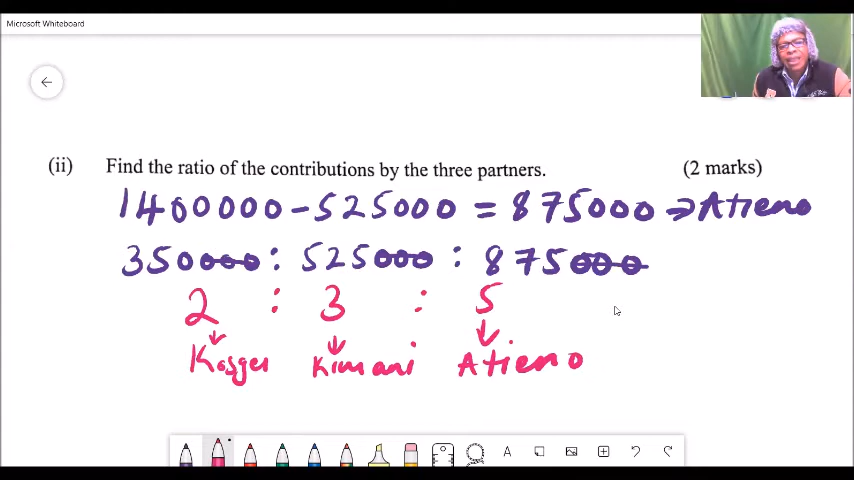 Microsoft Whiteboard
(ii) Find the ratio of the contributions by the three partners. (2 marks)
1400000 - 525000 = 875000 → Atieno
350000 : 525000 : 875000
2 : 3 : 5
Kosgei Kimani Atieno
A